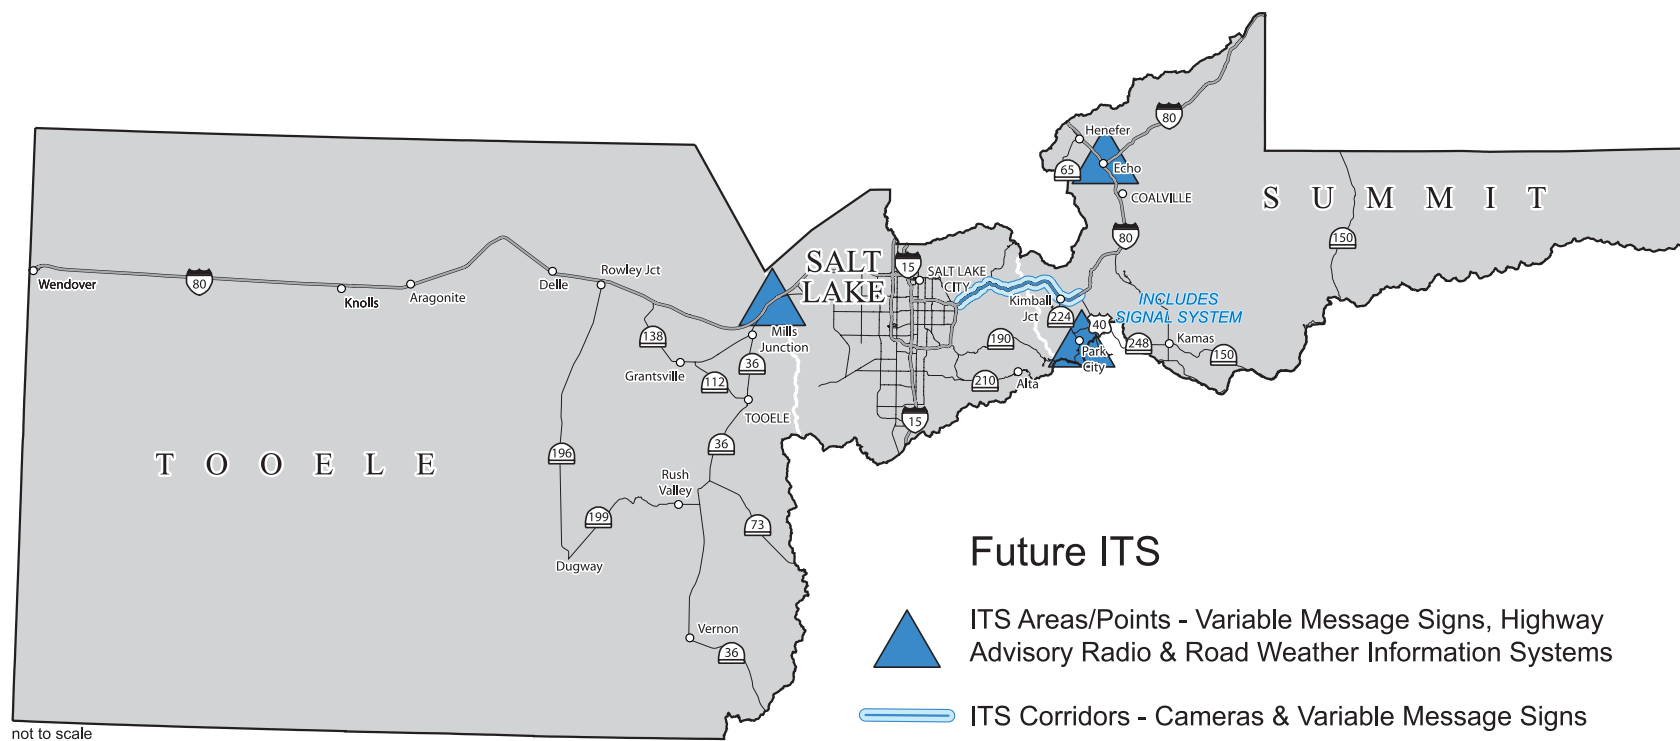 80
Henefer
65
Echo
COALVILLE
SUMMIT
80
150
Wendover
80
Knolls
Aragonite
Delle
Rowley Jct
SALT
LAKE
15
SALT LAKE
CITY
Kimball
Jct
224
INCLUDES
SIGNAL SYSTEM
40
138
Mills
Junction
36
Grantsville
112
TOOELE
190
210
Alta
Park
City
248
Kamas
150
15
TOOELE
196
36
Rush
Valley
199
73
Dugway
Vernon
36
Future ITS
ITS Areas/Points - Variable Message Signs, Highway
Advisory Radio & Road Weather Information Systems
ITS Corridors - Cameras & Variable Message Signs
not to scale